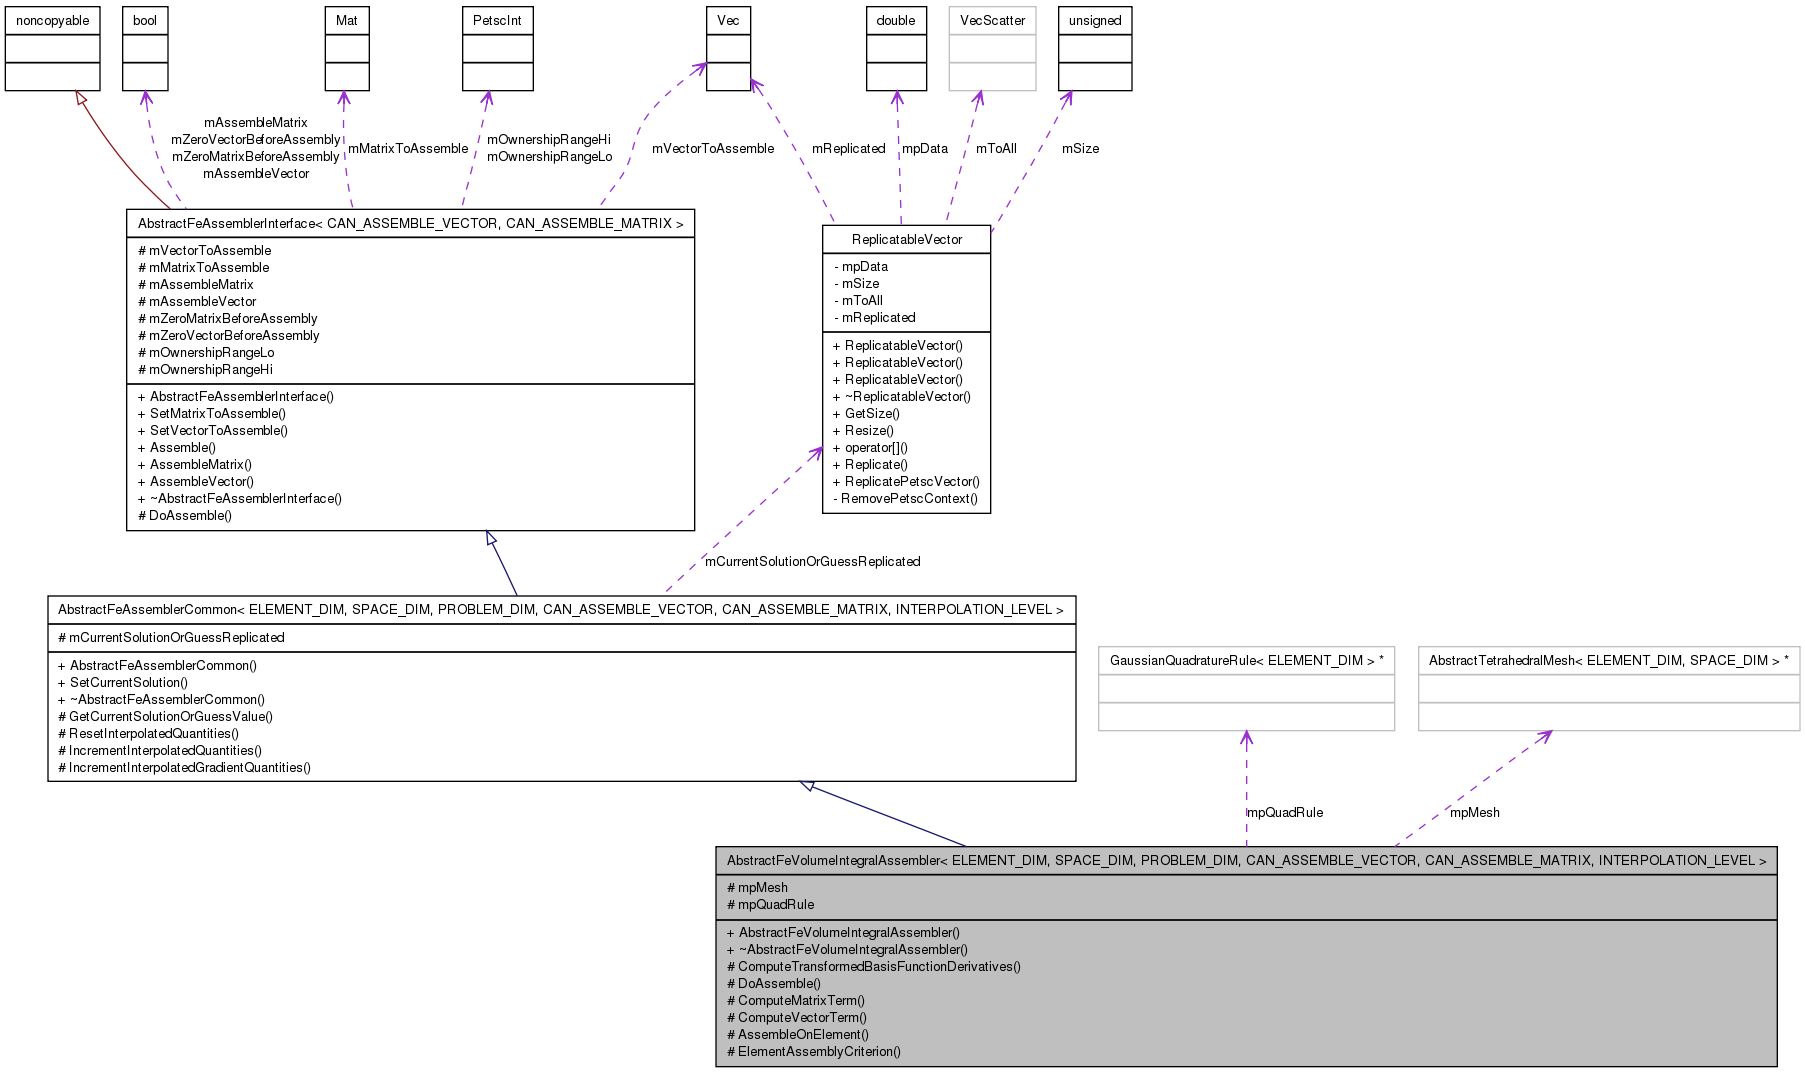 noncopyable
bool
Mat
PetscInt
Vec
double
VecScatter
unsigned
mAssembleMatrix
mZeroVectorBeforeAssembly
mZeroMatrixBeforeAssembly
mAssembleVector
mMatrixToAssemble
mOwnershipRangeHi
mOwnershipRangeLo
mVectorToAssemble
mReplicated
mpData
mToAll
mSize
AbstractFeAssemblerInterface< CAN_ASSEMBLE_VECTOR, CAN_ASSEMBLE_MATRIX >
# mVectorToAssemble
# mMatrixToAssemble
# mAssembleMatrix
# mAssembleVector
# mZeroMatrixBeforeAssembly
# mZeroVectorBeforeAssembly
# mOwnershipRangeLo
# mOwnershipRangeHi
+ AbstractFeAssemblerInterface()
+ SetMatrixToAssemble()
+ SetVectorToAssemble()
+ Assemble()
+ AssembleMatrix()
+ AssembleVector()
+ ~AbstractFeAssemblerInterface()
# DoAssemble()
ReplicatableVector
- mpData
- mSize
- mToAll
- mReplicated
+ ReplicatableVector()
+ ReplicatableVector()
+ ReplicatableVector()
+ ~ReplicatableVector()
+ GetSize()
+ Resize()
+ operator[]()
+ Replicate()
+ ReplicatePetscVector()
- RemovePetscContext()
mCurrentSolutionOrGuessReplicated
AbstractFeAssemblerCommon< ELEMENT_DIM, SPACE_DIM, PROBLEM_DIM, CAN_ASSEMBLE_VECTOR, CAN_ASSEMBLE_MATRIX, INTERPOLATION_LEVEL >
# mCurrentSolutionOrGuessReplicated
+ AbstractFeAssemblerCommon()
+ SetCurrentSolution()
+ ~AbstractFeAssemblerCommon()
# GetCurrentSolutionOrGuessValue()
# ResetInterpolatedQuantities()
# IncrementInterpolatedQuantities()
# IncrementInterpolatedGradientQuantities()
GaussianQuadratureRule< ELEMENT_DIM > *
AbstractTetrahedralMesh< ELEMENT_DIM, SPACE_DIM > *
mpQuadRule
mpMesh
AbstractFeVolumeIntegralAssembler< ELEMENT_DIM, SPACE_DIM, PROBLEM_DIM, CAN_ASSEMBLE_VECTOR, CAN_ASSEMBLE_MATRIX, INTERPOLATION_LEVEL >
# mpMesh
# mpQuadRule
+ AbstractFeVolumeIntegralAssembler()
+ ~AbstractFeVolumeIntegralAssembler()
# ComputeTransformedBasisFunctionDerivatives()
# DoAssemble()
# ComputeMatrixTerm()
# ComputeVectorTerm()
# AssembleOnElement()
# ElementAssemblyCriterion()